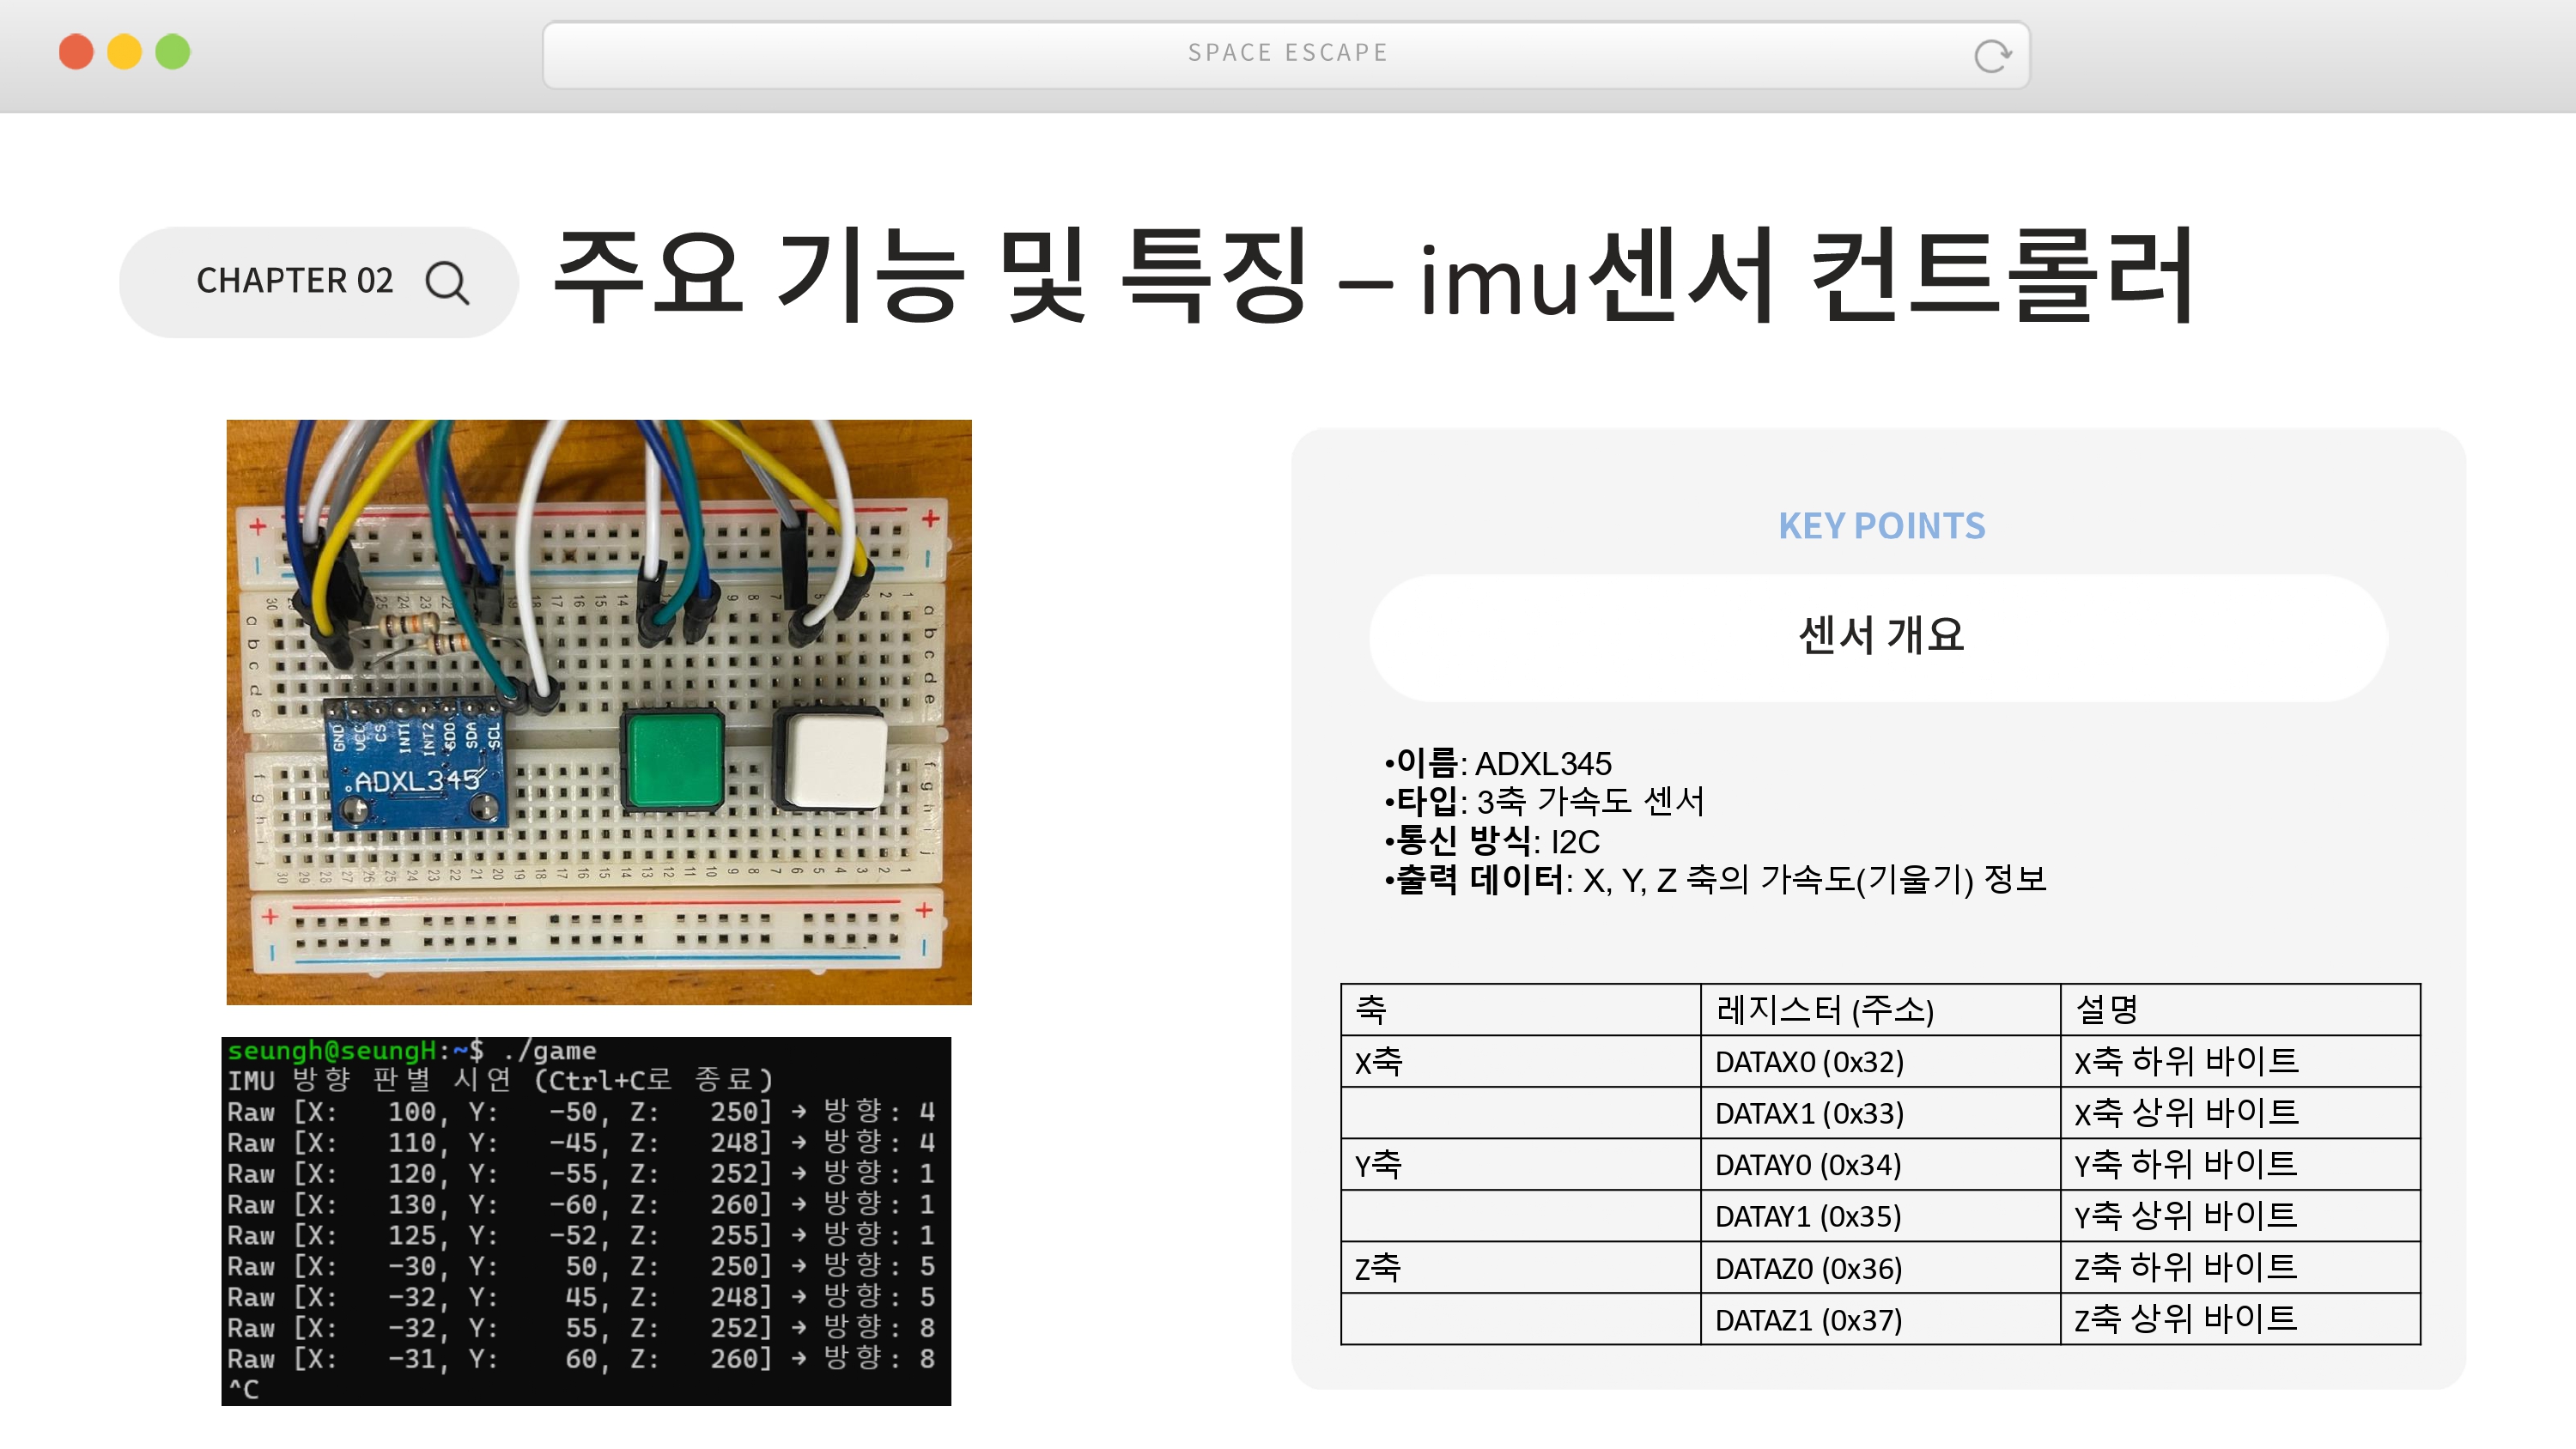 SPACE ESCAPE
CHAPTER 02
주요 기능 및 특징 – imu센서 컨트롤러
GND VCC CS INT1 INT2 SDO SDA SCL
ADXL345
seungh@seungH:~$ ./game
IMU 방향 판별 시연 (Ctrl+C로 종료)
Raw [X: 100, Y: -50, Z: 250] → 방향: 4
Raw [X: 110, Y: -45, Z: 248] → 방향: 4
Raw [X: 120, Y: -55, Z: 252] → 방향: 1
Raw [X: 130, Y: -60, Z: 260] → 방향: 1
Raw [X: 125, Y: -52, Z: 255] → 방향: 1
Raw [X: -30, Y: 50, Z: 250] → 방향: 5
Raw [X: -32, Y: 45, Z: 248] → 방향: 5
Raw [X: -32, Y: 55, Z: 252] → 방향: 8
Raw [X: -31, Y: 60, Z: 260] → 방향: 8
^C
KEY POINTS
센서 개요
•이름: ADXL345
•타입: 3축 가속도 센서
•통신 방식: I2C
•출력 데이터: X, Y, Z 축의 가속도(기울기) 정보
축 레지스터 (주소) 설명
X축 DATAX0 (0x32) X축 하위 바이트
DATAX1 (0x33) X축 상위 바이트
Y축 DATAY0 (0x34) Y축 하위 바이트
DATAY1 (0x35) Y축 상위 바이트
Z축 DATAZ0 (0x36) Z축 하위 바이트
DATAZ1 (0x37) Z축 상위 바이트